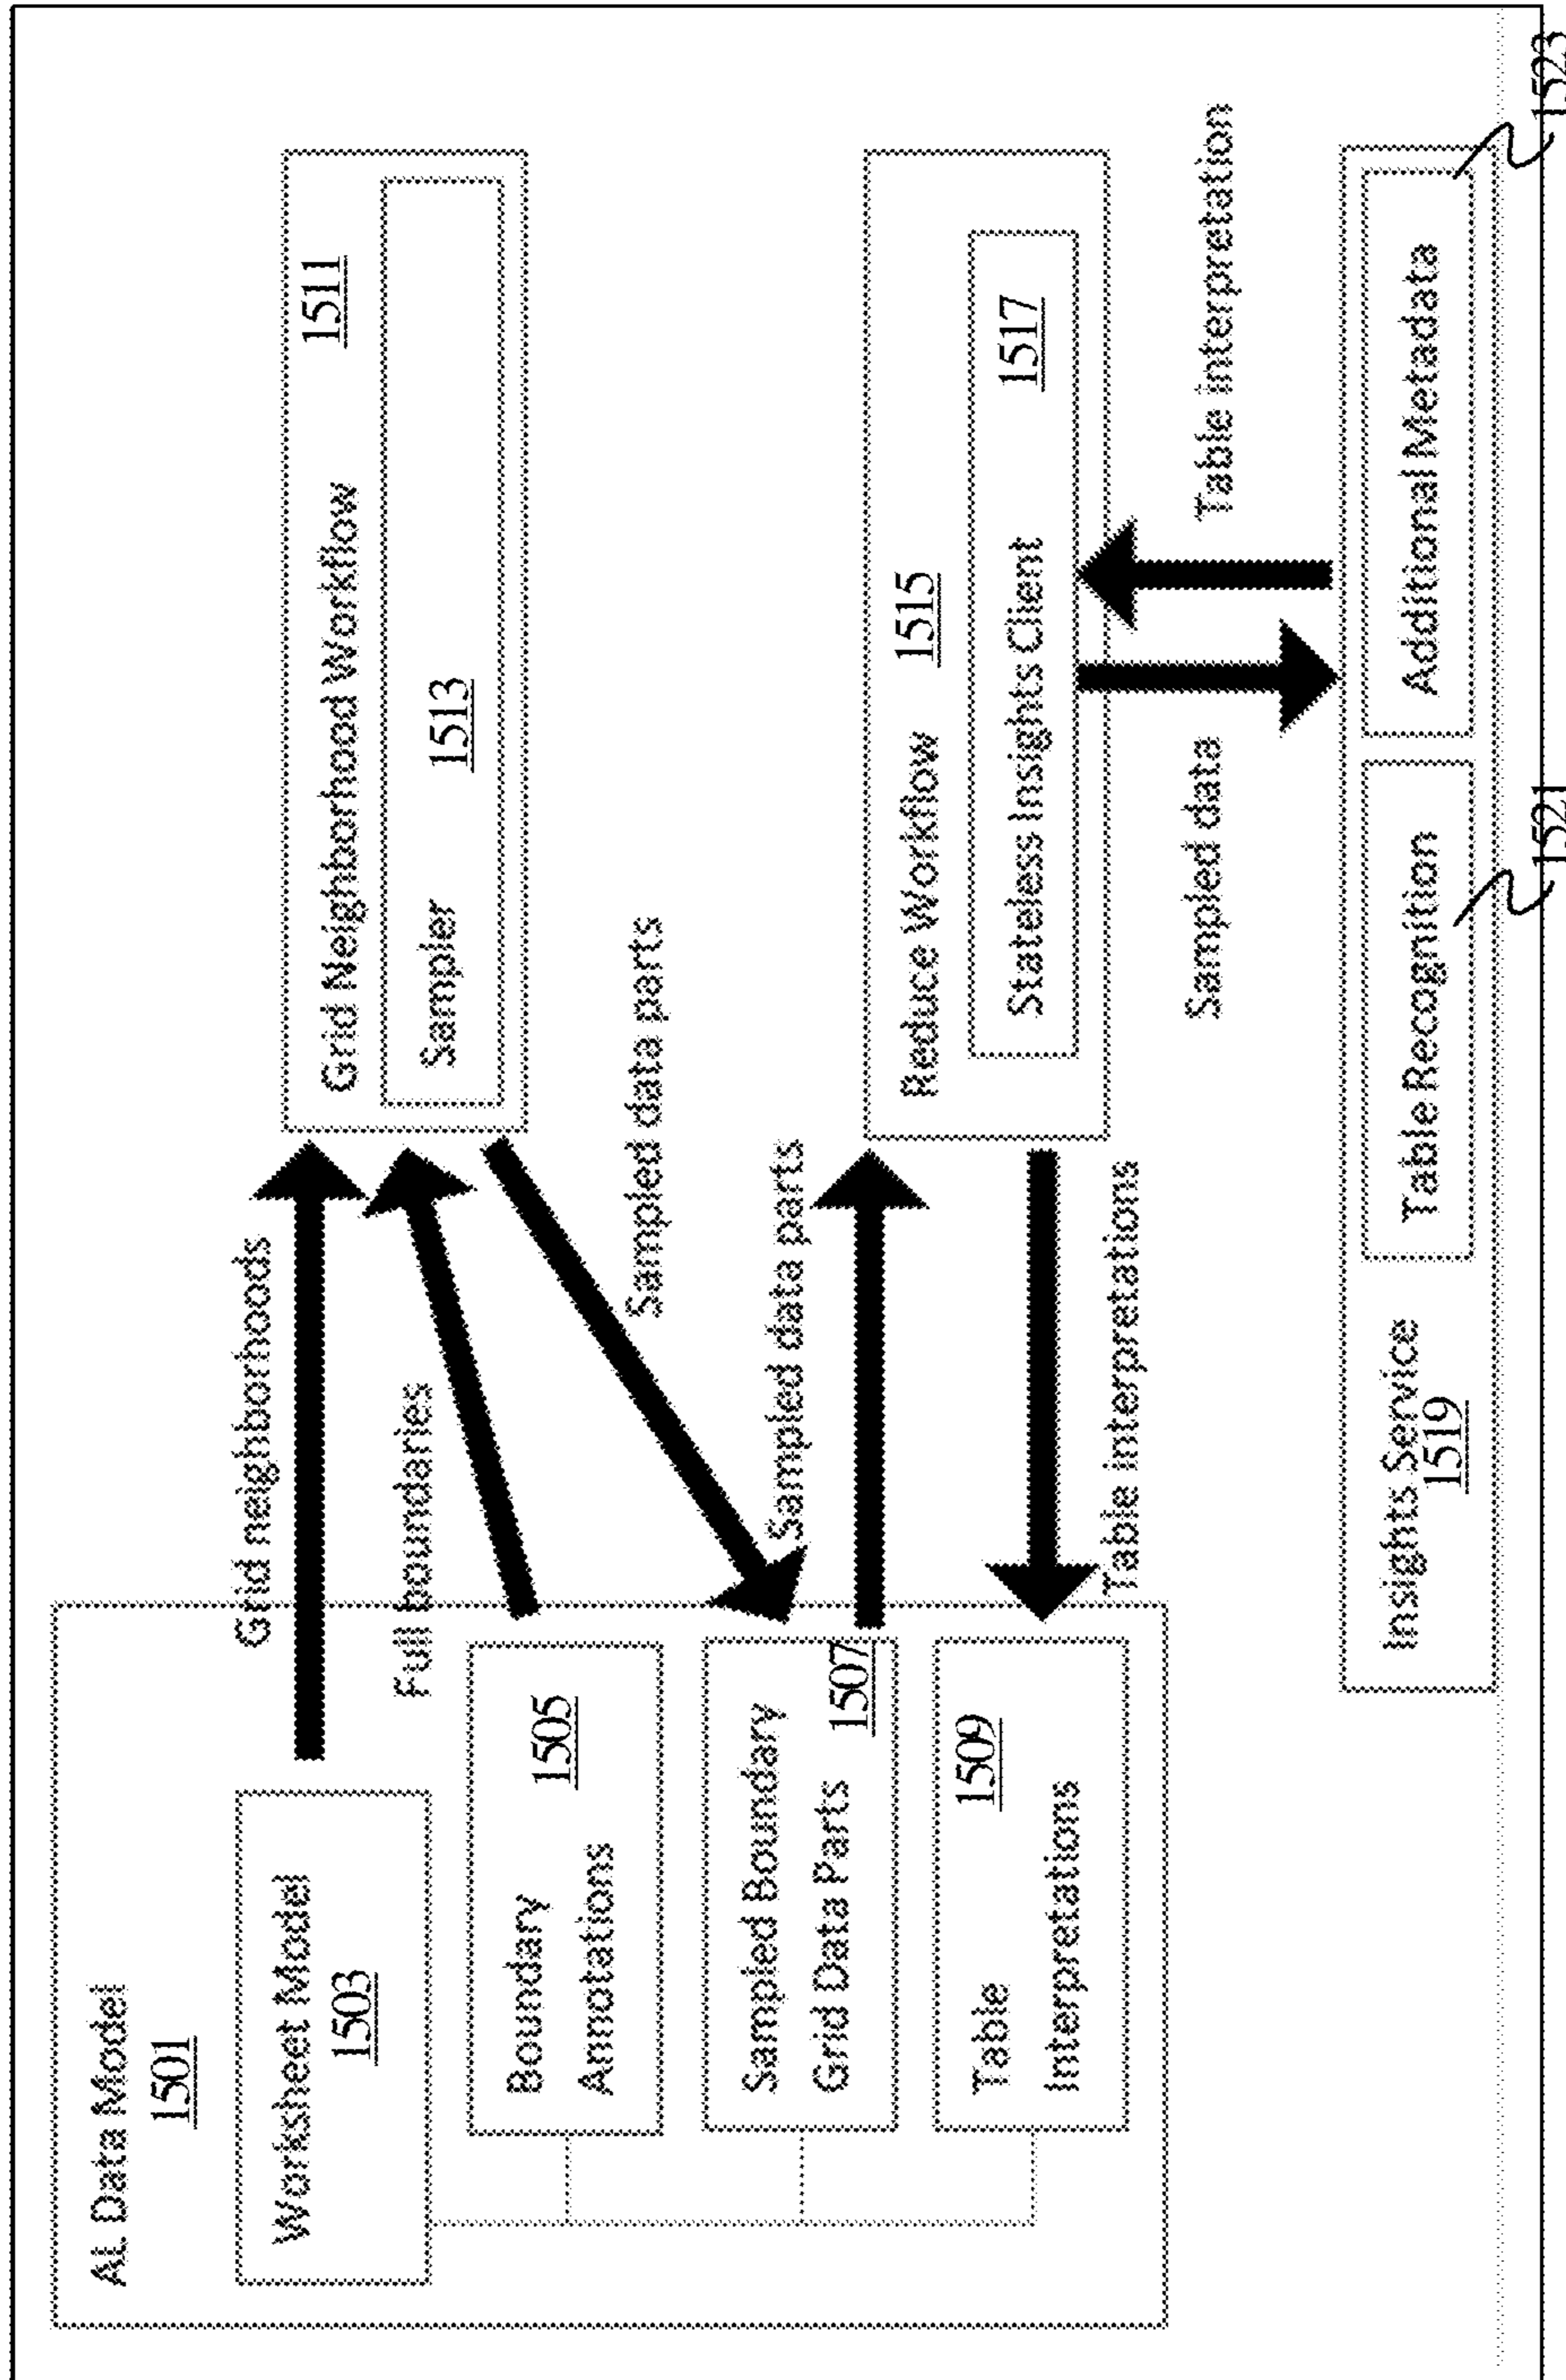 AL Data Model
1501
Worksheet Model
1503
Boundary
Annotations
1505
Sampled Boundary
Grid Data Parts
1507
Table
Interpretations
1509
Grid neighborhoods
Full boundaries
Sampled data parts
Sampled data parts
Table interpretations
Grid Neighborhood Workflow
1511
Sampler
1513
Reduce Workflow
1515
Stateless Insights Client
1517
Sampled data
Table interpretation
Insights Service
1519
Table Recognition
1521
Additional Metadata
1523